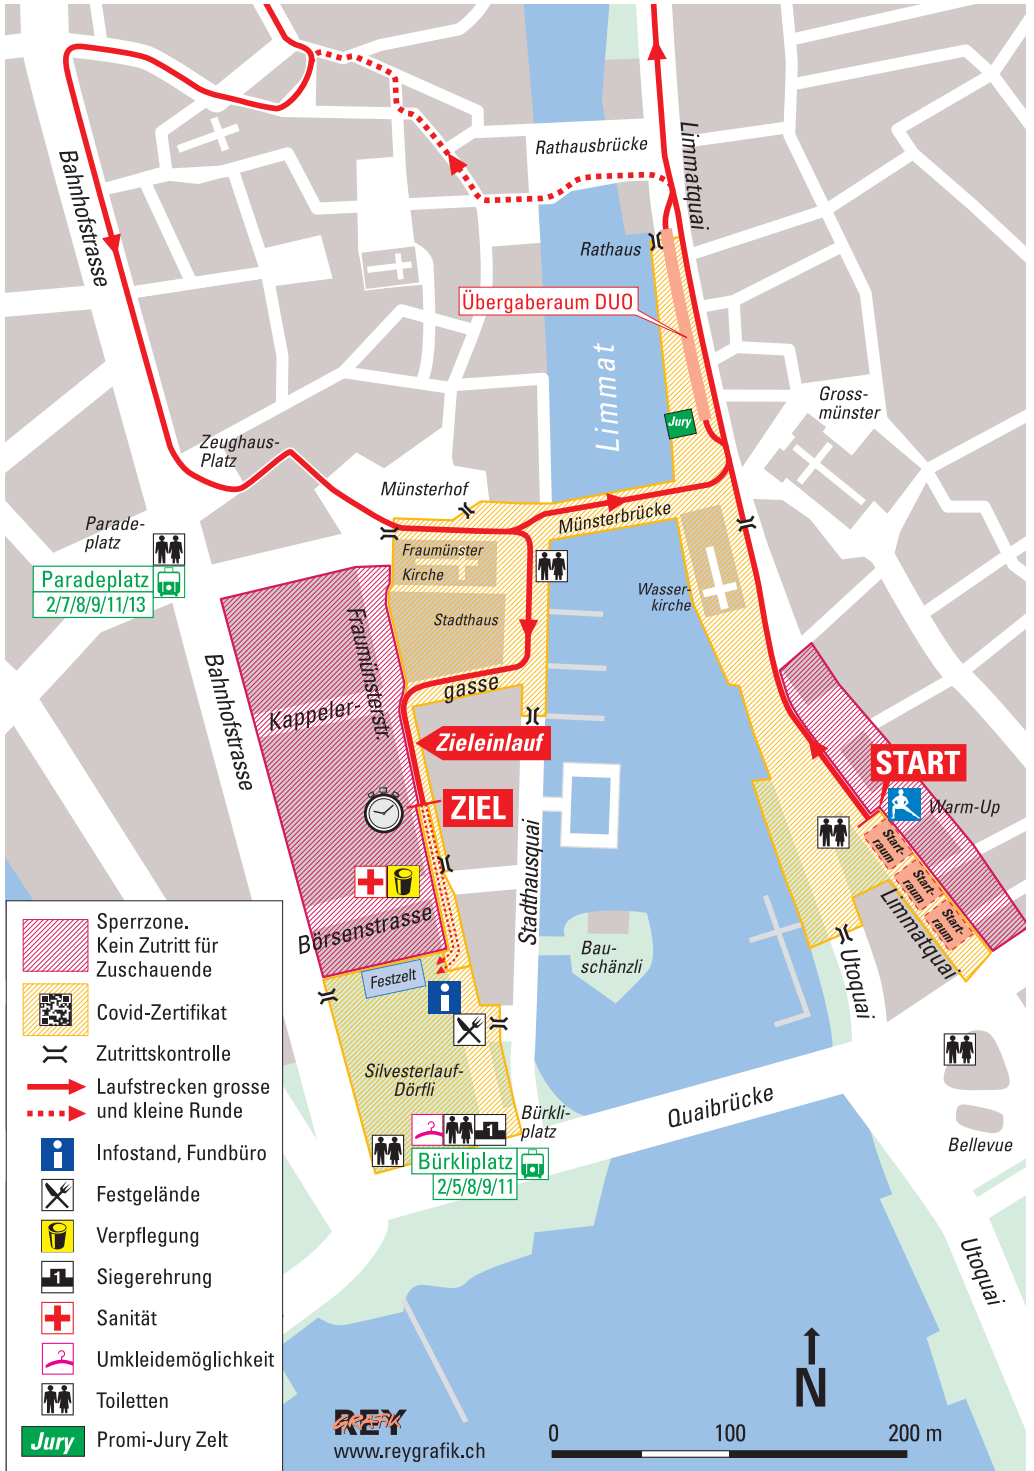 Rathausbrücke
Limmatquai
Bahnhofstrasse
Rathaus
Übergaberaum DUO
Limmat
Gross-
münster
Jury
Zeughaus-
Platz
Münsterhof
Münsterbrücke
Parade-
platz
Paradeplatz
2/7/8/9/11/13
Fraumünster
Kirche
Wasser-
kirche
Stadthaus
Fraumünsterstr.
Bahnhofstrasse
Kappeler-
gasse
Zieleinlauf
ZIEL
START
Warm-Up
Start-
raum
Start-
raum
Start-
raum
Limmatquai
Stadthausquai
Börsenstrasse
Bau-
schänzli
Utoquai
Festzelt
i
Silvesterlauf-
Dörfli
1
Bürkli-
platz
Bürkliplatz
2/5/8/9/11
Quaibrücke
Bellevue
Utoquai
Sperrzone.
Kein Zutritt für
Zuschauende
Covid-Zertifikat
Zutrittskontrolle
Laufstrecken grosse
und kleine Runde
i
Infostand, Fundbüro
Festgelände
Verpflegung
1
Siegerehrung
Sanität
Umkleidemöglichkeit
Toiletten
Jury
Promi-Jury Zelt
REY
GRAFIK
www.reygrafik.ch
N
0
100
200 m